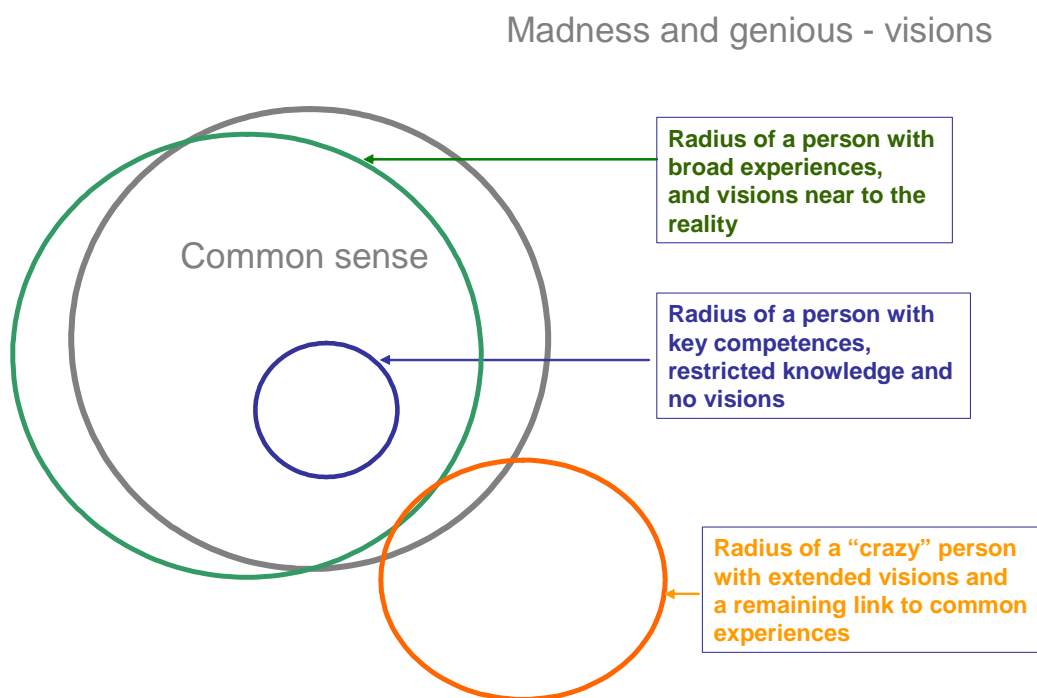 Madness and genious - visions
Radius of a person with
broad experiences,
and visions near to the
reality
Common sense
Radius of a person with
key competences,
restricted knowledge and
no visions
Radius of a “crazy” person
with extended visions and
a remaining link to common
experiences